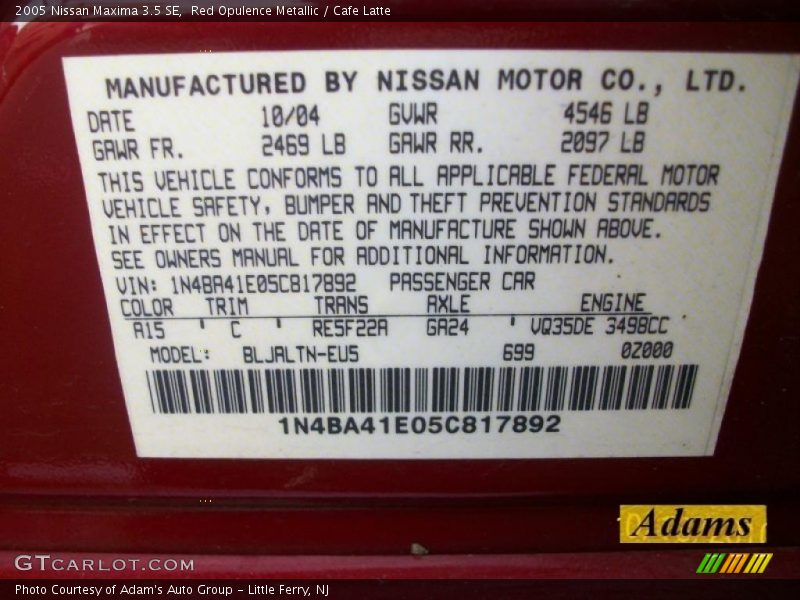 2005 Nissan Maxima 3.5 SE,  Red Opulence Metallic / Cafe Latte
MANUFACTURED BY NISSAN MOTOR CO., LTD.
DATE 10/04 GVWR 4546 LB
GAWR FR. 2469 LB GAWR RR. 2097 LB
THIS VEHICLE CONFORMS TO ALL APPLICABLE FEDERAL MOTOR
VEHICLE SAFETY, BUMPER AND THEFT PREVENTION STANDARDS
IN EFFECT ON THE DATE OF MANUFACTURE SHOWN ABOVE.
SEE OWNERS MANUAL FOR ADDITIONAL INFORMATION.
VIN: 1N4BA41E05C817892 PASSENGER CAR
COLOR TRIM TRANS AXLE ENGINE
A15 ' C ' RE5F22A GA24 ' VQ35DE 3498CC
MODEL: BLJALTN-EU5 699 0Z000
1N4BA41E05C817892
Adams
GTCARLOT.COM
Photo Courtesy of Adam's Auto Group - Little Ferry, NJ